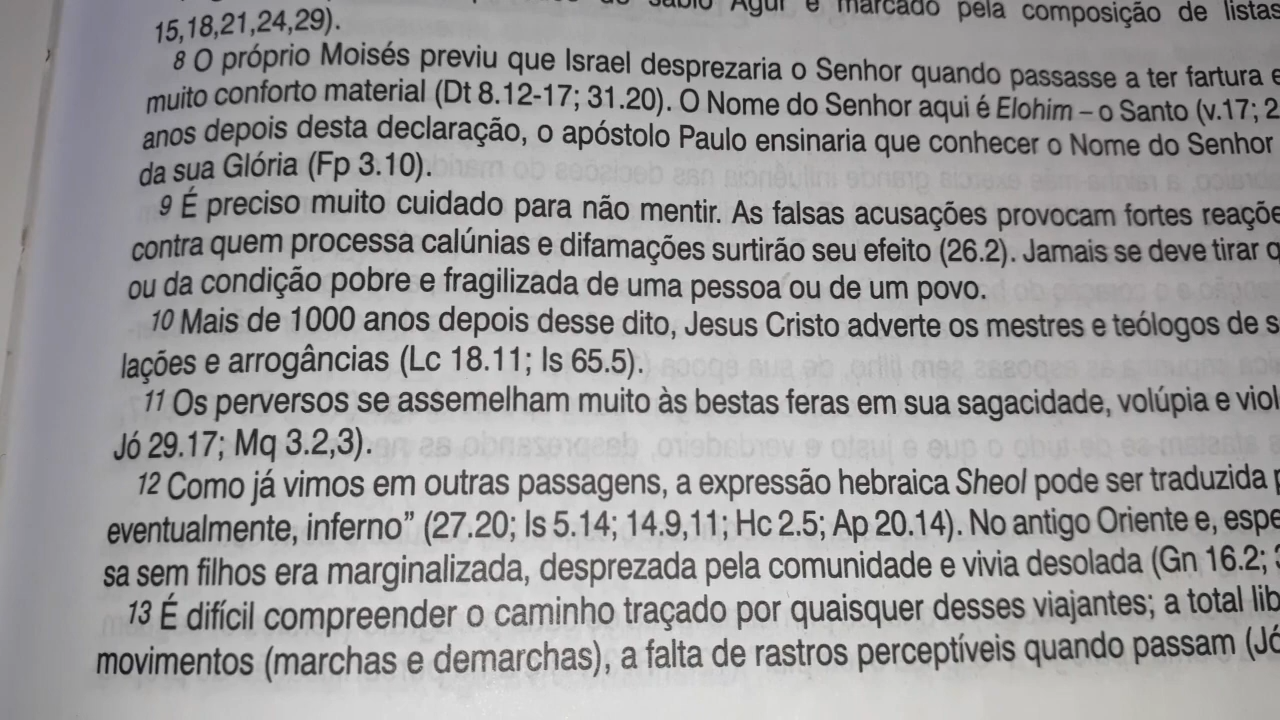 sábio Agur é marcado pela composição de listas
15,18,21,24,29).
8 O próprio Moisés previu que Israel desprezaria o Senhor quando passasse a ter fartura e
muito conforto material (Dt 8.12-17; 31.20). O Nome do Senhor aqui é Elohim – o Santo (v.17; 2
anos depois desta declaração, o apóstolo Paulo ensinaria que conhecer o Nome do Senhor
da sua Glória (Fp 3.10).
9 É preciso muito cuidado para não mentir. As falsas acusações provocam fortes reaçõe
contra quem processa calúnias e difamações surtirão seu efeito (26.2). Jamais se deve tirar q
ou da condição pobre e fragilizada de uma pessoa ou de um povo.
10 Mais de 1000 anos depois desse dito, Jesus Cristo adverte os mestres e teólogos de s
lações e arrogâncias (Lc 18.11; Is 65.5).
11 Os perversos se assemelham muito às bestas feras em sua sagacidade, volúpia e viol
Jó 29.17; Mq 3.2,3).
12 Como já vimos em outras passagens, a expressão hebraica Sheol pode ser traduzida p
eventualmente, inferno” (27.20; Is 5.14; 14.9,11; Hc 2.5; Ap 20.14). No antigo Oriente e, espe
sa sem filhos era marginalizada, desprezada pela comunidade e vivia desolada (Gn 16.2; 3
13 É difícil compreender o caminho traçado por quaisquer desses viajantes; a total lib
movimentos (marchas e demarchas), a falta de rastros perceptíveis quando passam (Jó